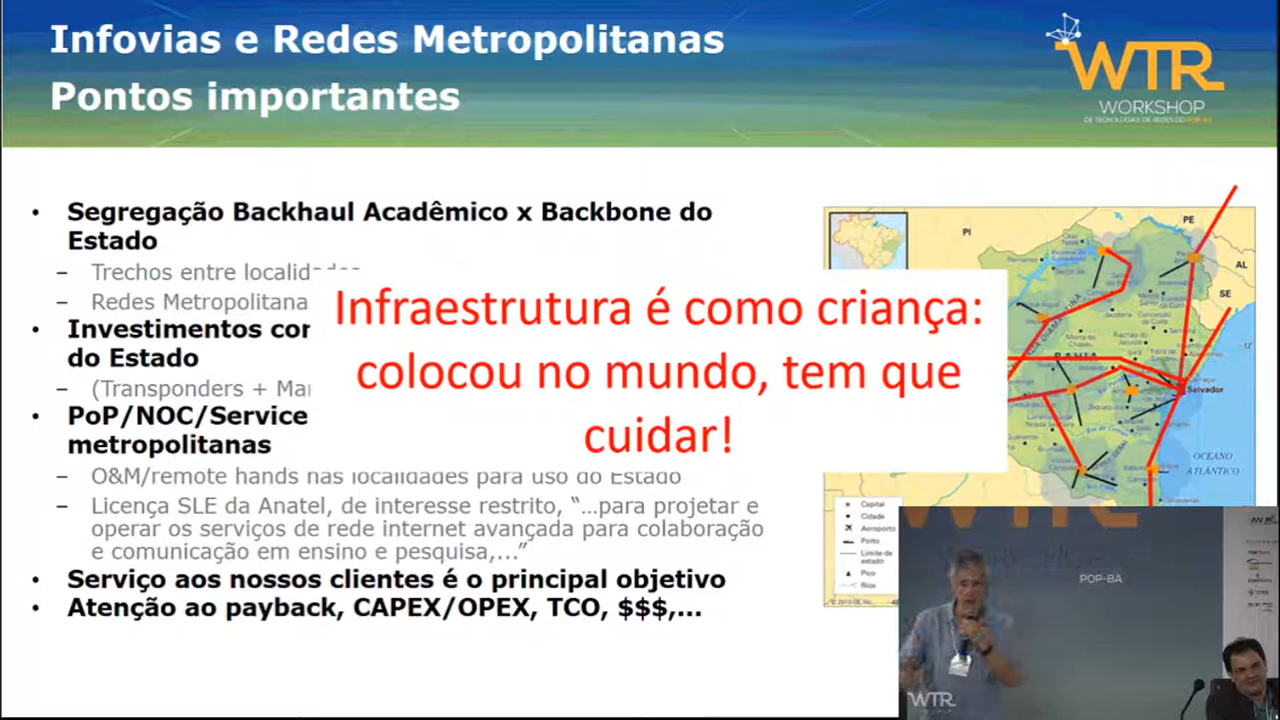 Infovias e Redes Metropolitanas
Pontos importantes
WTR
WORKSHOP
DE TECNOLOGIAS DE REDES DO POP-BA
• Segregação Backhaul Acadêmico x Backbone do
Estado
– Trechos entre
– Redes Metropolitana
• Investimentos
do Estado
– (Transponders +
• PoP/NOC/Service
metropolitanas
– O&M/remote hands nas localidades para uso do Estado
– Licença SLE da Anatel, de interesse restrito, “…para projetar e
operar os serviços de rede internet avançada para colaboração
e comunicação em ensino e pesquisa,...”
• Serviço aos nossos clientes é o principal objetivo
• Atenção ao payback, CAPEX/OPEX, TCO, $$$,...
Infraestrutura é como criança:
colocou no mundo, tem que
cuidar!
PI
PE
AL
SE
BAHIA
Salvador
OCEANO
ATLÂNTICO
Capital
Cidade
Aeroporto
Porto
Limite de
estado
Pico
Rios
WTR
POP-BA
WTR